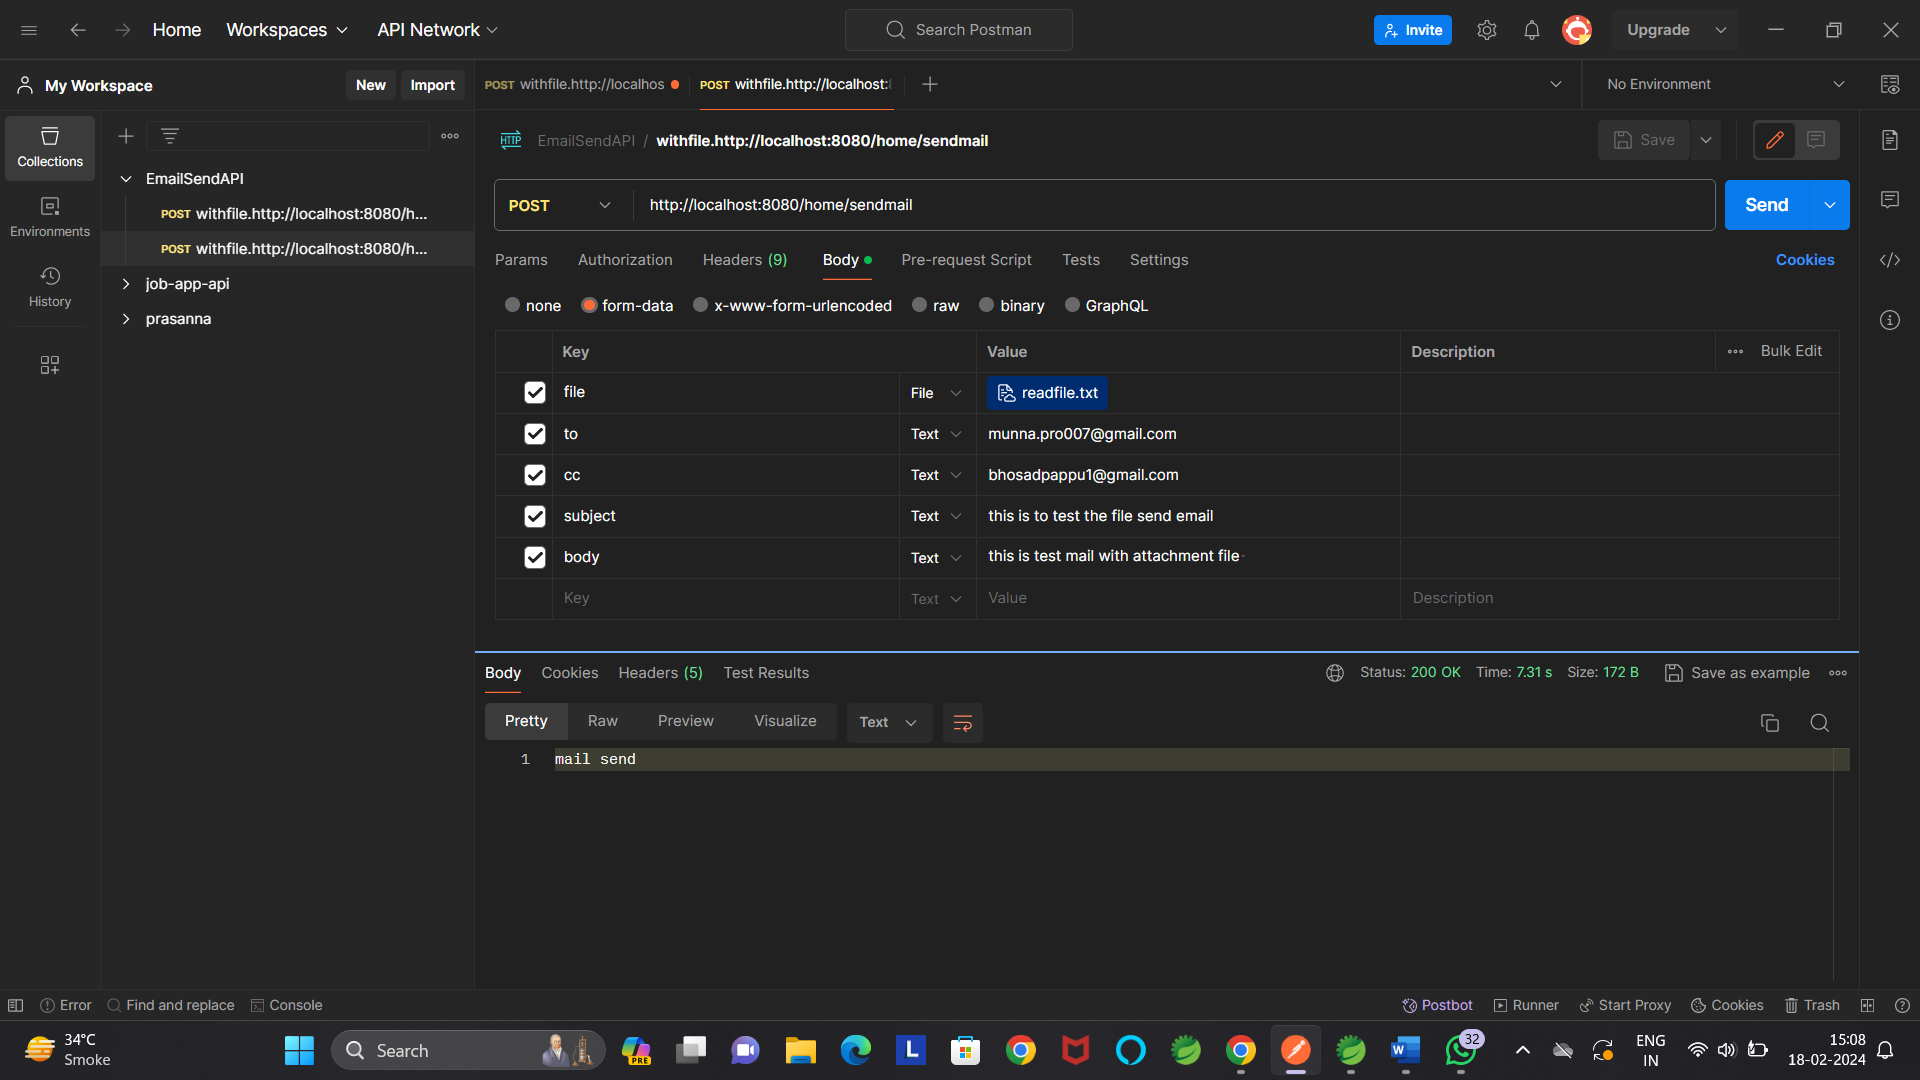 Home
Workspaces
API Network
Search Postman
Invite
Upgrade
My Workspace
New
Import
POST withfile.http://localhos
POST withfile.http://localhost:
No Environment
Collections
Environments
History
EmailSendAPI
POST withfile.http://localhost:8080/h...
POST withfile.http://localhost:8080/h...
job-app-api
prasanna
HTTP EmailSendAPI / withfile.http://localhost:8080/home/sendmail
Save
POST
http://localhost:8080/home/sendmail
Send
Params Authorization Headers (9) Body Pre-request Script Tests Settings
Cookies
none form-data x-www-form-urlencoded raw binary GraphQL
Key Value Description ••• Bulk Edit
file File readfile.txt
to Text munna.pro007@gmail.com
cc Text bhosadpappu1@gmail.com
subject Text this is to test the file send email
body Text this is test mail with attachment file
Key Text Value Description
Body Cookies Headers (5) Test Results
Status: 200 OK Time: 7.31 s Size: 172 B
Save as example
Pretty Raw Preview Visualize Text
1 mail send
Error
Find and replace
Console
Postbot
Runner
Start Proxy
Cookies
Trash
34°C
Smoke
Search
PRE
L
W
32
ENG
IN
15:08
18-02-2024